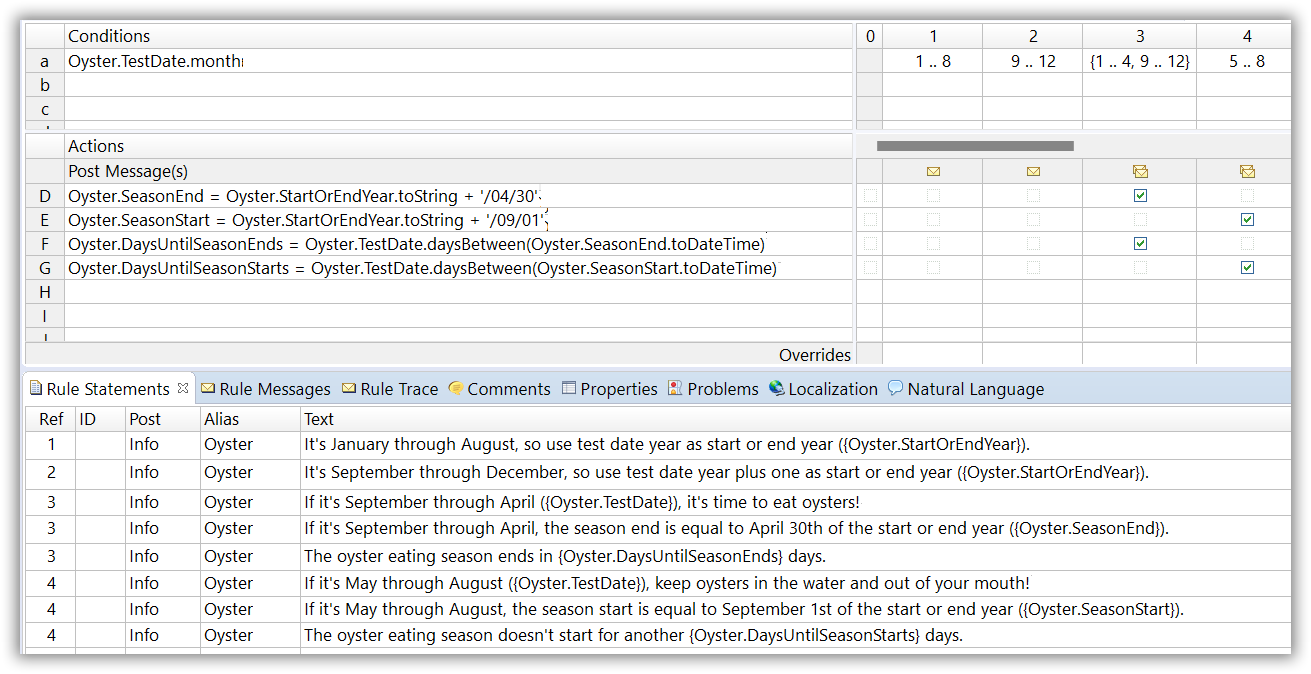 Conditions 0 1 2 3 4
a Oyster.TestDate.month 1 .. 8 9 .. 12 {1 .. 4, 9 .. 12} 5 .. 8
b
c
Actions
Post Message(s)
D Oyster.SeasonEnd = Oyster.StartOrEndYear.toString + '/04/30'
E Oyster.SeasonStart = Oyster.StartOrEndYear.toString + '/09/01'
F Oyster.DaysUntilSeasonEnds = Oyster.TestDate.daysBetween(Oyster.SeasonEnd.toDateTime)
G Oyster.DaysUntilSeasonStarts = Oyster.TestDate.daysBetween(Oyster.SeasonStart.toDateTime)
H
I
Overrides
Rule Statements Rule Messages Rule Trace Comments Properties Problems Localization Natural Language
Ref ID Post Alias Text
1 Info Oyster It's January through August, so use test date year as start or end year ({Oyster.StartOrEndYear}).
2 Info Oyster It's September through December, so use test date year plus one as start or end year ({Oyster.StartOrEndYear}).
3 Info Oyster If it's September through April ({Oyster.TestDate}), it's time to eat oysters!
3 Info Oyster If it's September through April, the season end is equal to April 30th of the start or end year ({Oyster.SeasonEnd}).
3 Info Oyster The oyster eating season ends in {Oyster.DaysUntilSeasonEnds} days.
4 Info Oyster If it's May through August ({Oyster.TestDate}), keep oysters in the water and out of your mouth!
4 Info Oyster If it's May through August, the season start is equal to September 1st of the start or end year ({Oyster.SeasonStart}).
4 Info Oyster The oyster eating season doesn't start for another {Oyster.DaysUntilSeasonStarts} days.